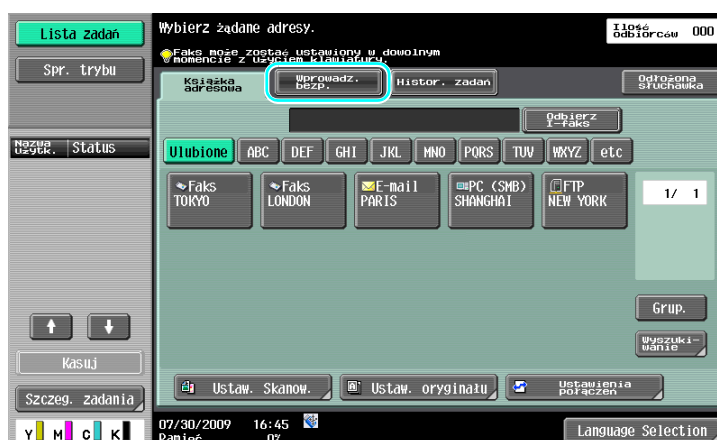 Lista zadań
Spr. trybu
Nazwa użytk.
Status
Kasuj
Szczeg. zadania
Y M C K
Wybierz żądane adresy.
Faks może zostać ustawiony w dowolnym
momencie z użyciem klawiatury.
Ilość
odbiorców
000
Książka
adresowa
Wprowadz.
bezp.
Histor. zadań
Odłożona
słuchawka
Odbierz
I-faks
Ulubione ABC DEF GHI JKL MNO PQRS TUV WXYZ etc
Faks
TOKYO
Faks
LONDON
E-mail
PARIS
PC (SMB)
SHANGHAI
FTP
NEW YORK
1/ 1
Grup.
Wyszuki-
wanie
Ustaw. Skanow.
Ustaw. oryginału
Ustawienia
połączeń
07/30/2009 16:45
Pamięć 0%
Language Selection